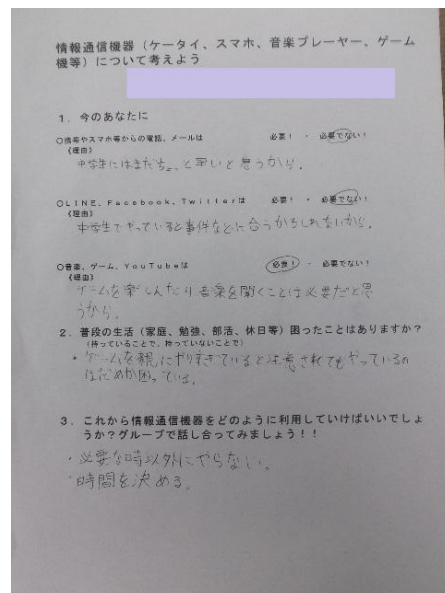 情報通信機器（ケータイ、スマホ、音楽プレーヤー、ゲーム
機等）について考えよう
１．今のあなたに
○携帯やスマホ等からの電話、メールは　必要！　・　必要でない！
《理由》
中学生にはまだちょっと早いと思うから。
○ＬＩＮＥ、Ｆａｃｅｂｏｏｋ、Ｔｗｉｔｔｅｒは　必要！　・　必要でない！
《理由》
中学生でやっていると事件などに合うかもしれないから。
○音楽、ゲーム、ＹｏｕＴｕｂｅは　必要！　・　必要でない！
《理由》
ゲームを楽しんだり音楽を聞くことは必要だと思
うから。
２．普段の生活（家庭、勉強、部活、休日等）困ったことはありますか？
（持っていることで、持っていないことで）
・ゲームを親にやりすぎていると注意されてもやっているの
困っている。
３．これから情報通信機器をどのように利用していけばいいでしょ
うか？グループで話し合ってみましょう！！
・必要な時以外にやらない。
・時間を決める。